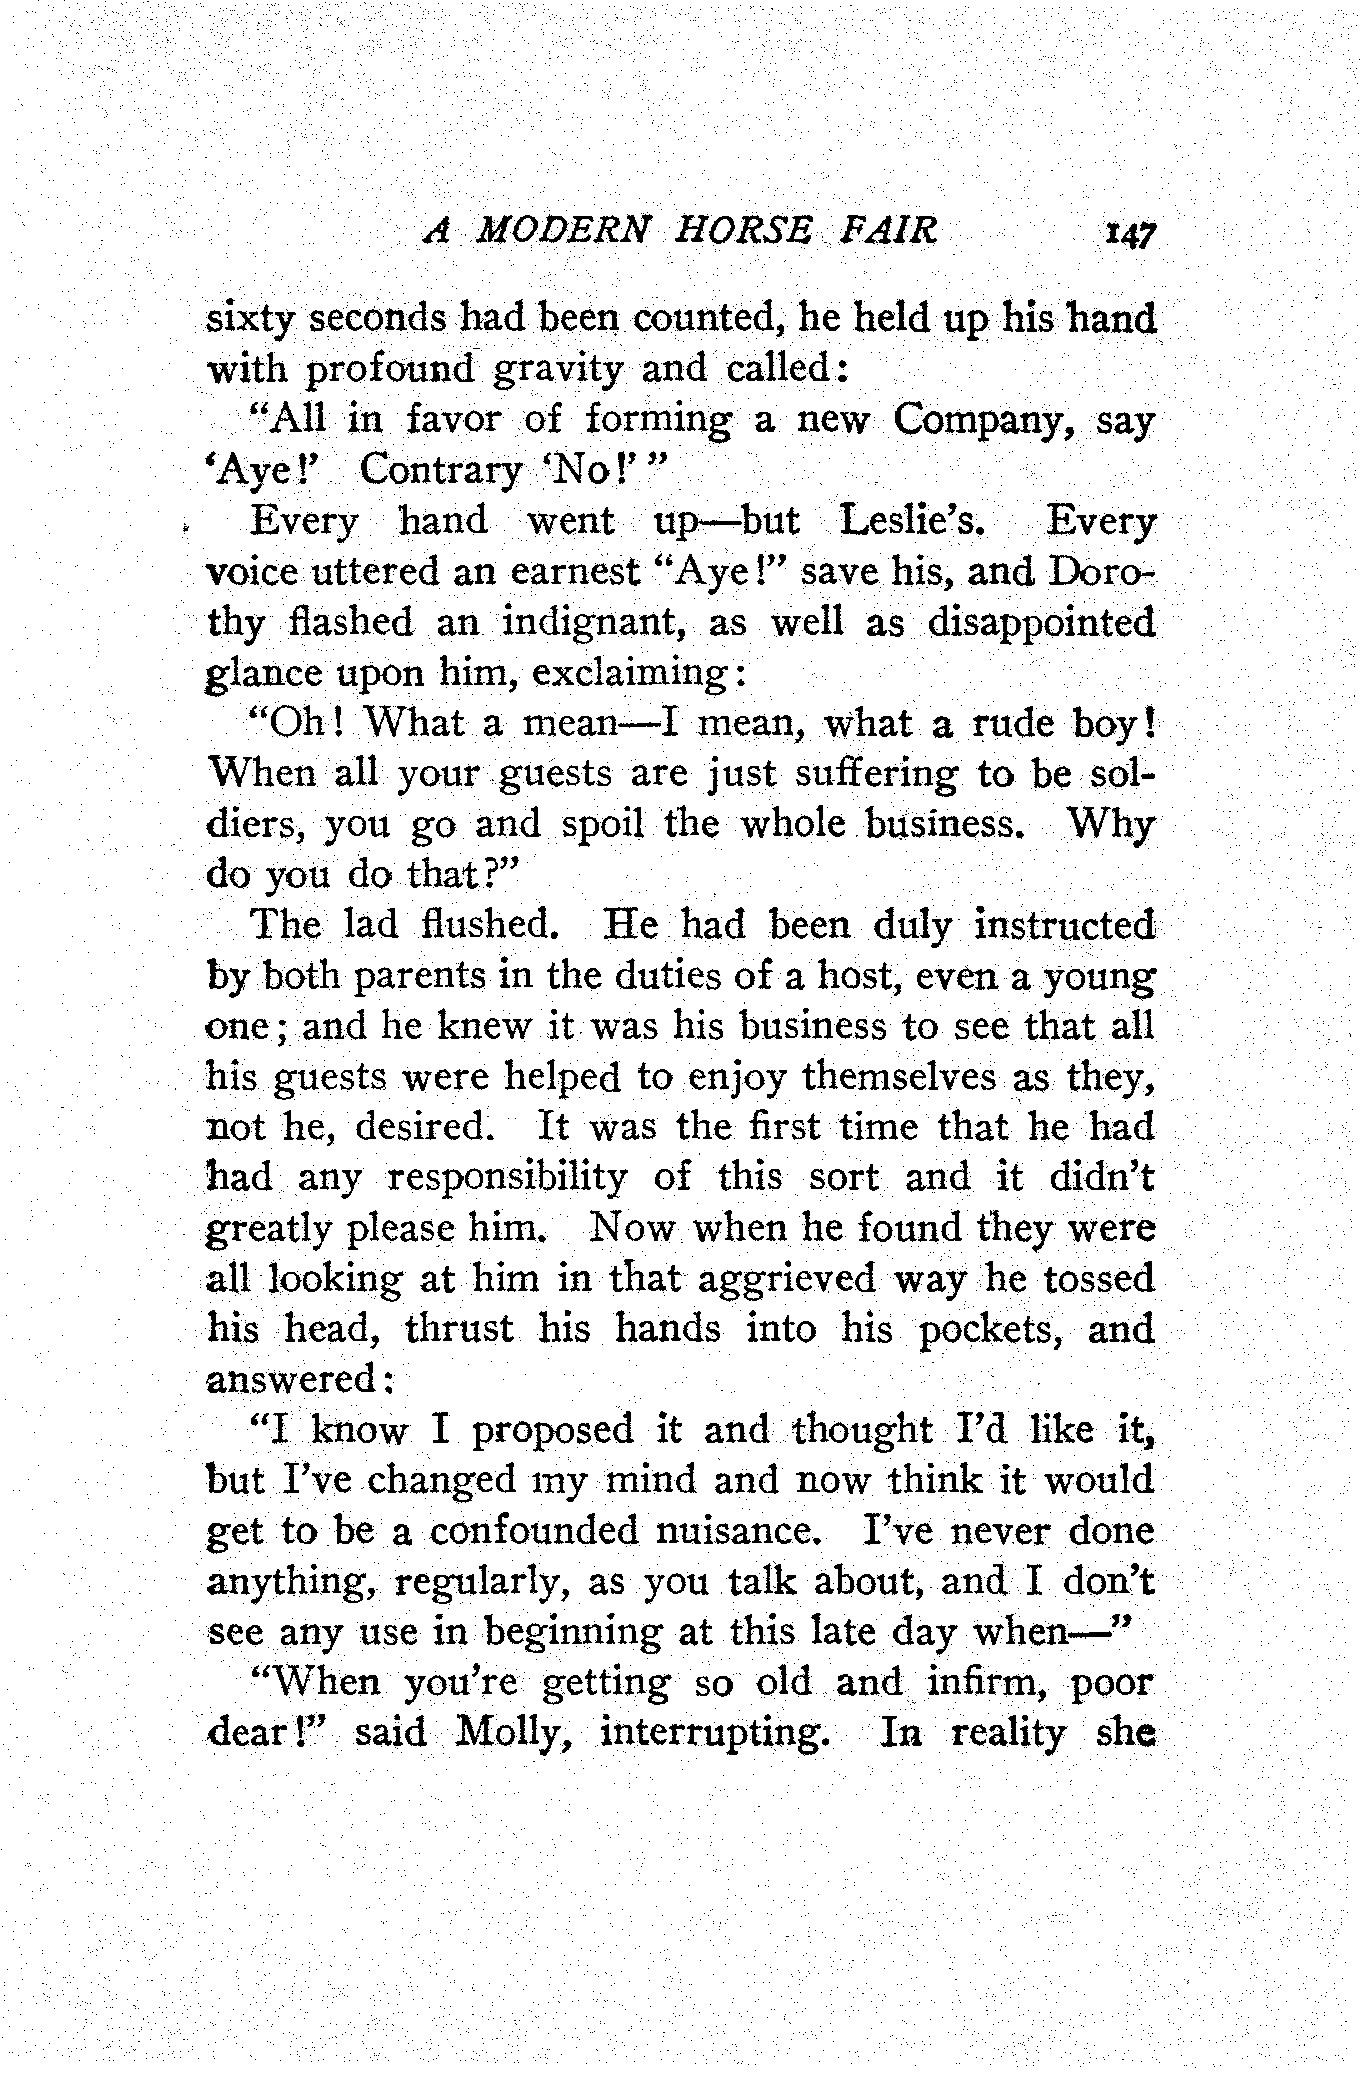 A MODERN HORSE FAIR 147
sixty seconds had been counted, he held up his hand
with profound gravity and called:
“All in favor of forming a new Company, say
‘Aye!’ Contrary ‘No!’ ”
Every hand went up—but Leslie’s. Every
voice uttered an earnest “Aye!” save his, and Doro-
thy flashed an indignant, as well as disappointed
glance upon him, exclaiming:
“Oh! What a mean—I mean, what a rude boy!
When all your guests are just suffering to be sol-
diers, you go and spoil the whole business. Why
do you do that?”
The lad flushed. He had been duly instructed
by both parents in the duties of a host, even a young
one; and he knew it was his business to see that all
his guests were helped to enjoy themselves as they,
not he, desired. It was the first time that he had
had any responsibility of this sort and it didn’t
greatly please him. Now when he found they were
all looking at him in that aggrieved way he tossed
his head, thrust his hands into his pockets, and
answered:
“I know I proposed it and thought I’d like it,
but I’ve changed my mind and now think it would
get to be a confounded nuisance. I’ve never done
anything, regularly, as you talk about, and I don’t
see any use in beginning at this late day when—”
“When you’re getting so old and infirm, poor
dear!” said Molly, interrupting. In reality she